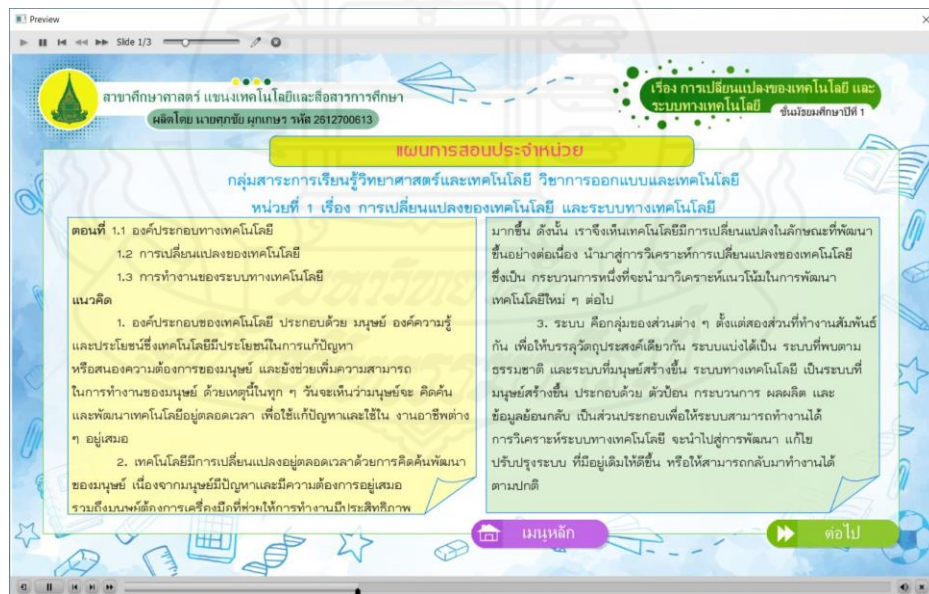 Preview
Slide 1/3
สาขาศึกษาศาสตร์ แขนงเทคโนโลยีและสื่อสารการศึกษา
ผลิตโดย นายศุภชัย ผุกเกษร รหัส 2612700613
เรื่อง การเปลี่ยนแปลงของเทคโนโลยี และ
ระบบทางเทคโนโลยี
ชั้นมัธยมศึกษาปีที่ 1
แผนการสอนประจำหน่วย
กลุ่มสาระการเรียนรู้วิทยาศาสตร์และเทคโนโลยี วิชาการออกแบบและเทคโนโลยี
หน่วยที่ 1 เรื่อง การเปลี่ยนแปลงของเทคโนโลยี และระบบทางเทคโนโลยี
ตอนที่ 1.1 องค์ประกอบทางเทคโนโลยี
1.2 การเปลี่ยนแปลงของเทคโนโลยี
1.3 การทำงานของระบบทางเทคโนโลยี
แนวคิด
1. องค์ประกอบของเทคโนโลยี ประกอบด้วย มนุษย์ องค์ความรู้
และประโยชน์ซึ่งเทคโนโลยีมีประโยชน์ในการแก้ปัญหา
หรือสนองความต้องการของมนุษย์ และยังช่วยเพิ่มความสามารถ
ในการทำงานของมนุษย์ ด้วยเหตุนี้ในทุก ๆ วันจะเห็นว่ามนุษย์จะ คิดค้น
และพัฒนาเทคโนโลยีอยู่ตลอดเวลา เพื่อใช้แก้ปัญหาและใช้ใน งานอาชีพต่าง
ๆ อยู่เสมอ
2. เทคโนโลยีมีการเปลี่ยนแปลงอยู่ตลอดเวลาด้วยการคิดค้นพัฒนา
ของมนุษย์ เนื่องจากมนุษย์มีปัญหาและมีความต้องการอยู่เสมอ
รวมถึงมนุษย์ต้องการเครื่องมือที่ช่วยให้การทำงานมีประสิทธิภาพ
มากขึ้น ดังนั้น เราจึงเห็นเทคโนโลยีมีการเปลี่ยนแปลงในลักษณะที่พัฒนา
ขึ้นอย่างต่อเนื่อง นำมาสู่การวิเคราะห์การเปลี่ยนแปลงของเทคโนโลยี
ซึ่งเป็น กระบวนการหนึ่งที่จะนำมาวิเคราะห์แนวโน้มในการพัฒนา
เทคโนโลยีใหม่ ๆ ต่อไป
3. ระบบ คือกลุ่มของส่วนต่าง ๆ ตั้งแต่สองส่วนที่ทำงานสัมพันธ์
กัน เพื่อให้บรรลุวัตถุประสงค์เดียวกัน ระบบแบ่งได้เป็น ระบบที่พบตาม
ธรรมชาติ และระบบที่มนุษย์สร้างขึ้น ระบบทางเทคโนโลยี เป็นระบบที่
มนุษย์สร้างขึ้น ประกอบด้วย ตัวป้อน กระบวนการ ผลผลิต และ
ข้อมูลย้อนกลับ เป็นส่วนประกอบเพื่อให้ระบบสามารถทำงานได้
การวิเคราะห์ระบบทางเทคโนโลยี จะนำไปสู่การพัฒนา แก้ไข
ปรับปรุงระบบ ที่มีอยู่เดิมให้ดีขึ้น หรือให้สามารถกลับมาทำงานได้
ตามปกติ
เมนูหลัก
ต่อไป